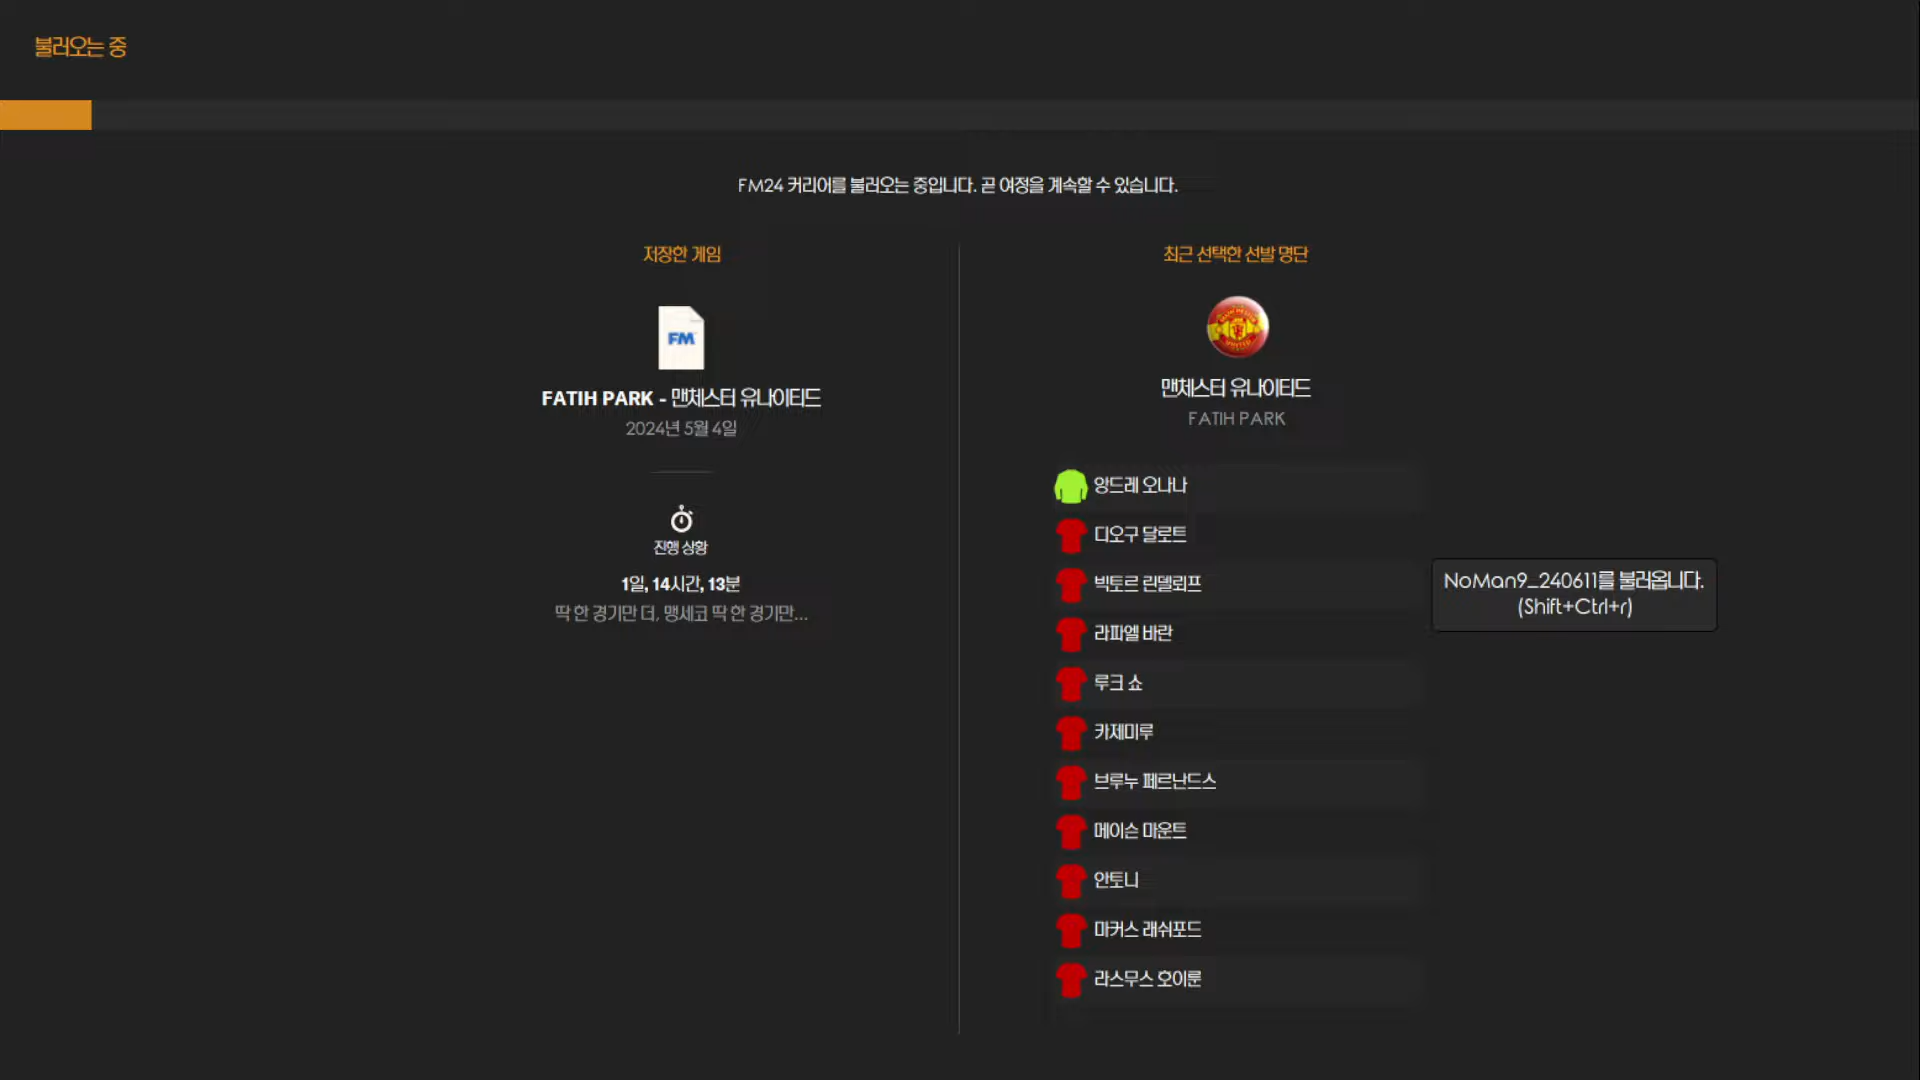 불러오는 중
FM24 커리어를 불러오는 중입니다. 곧 여정을 계속할 수 있습니다.
저장한 게임
FM
FATIH PARK - 맨체스터 유나이티드
2024년 5월 4일
진행 상황
1일, 14시간, 13분
딱 한 경기만 더, 맹세코 딱 한 경기만...
최근 선택한 선발 명단
맨체스터 유나이티드
FATIH PARK
앙드레 오나나
디오구 달로트
빅토르 린델뢰프
라파엘 바란
루크 쇼
카제미루
브루누 페르난드스
메이슨 마운트
안토니
마커스 래쉬포드
라스무스 호이룬
NoMan9_240611를 불러옵니다.
(Shift+Ctrl+r)